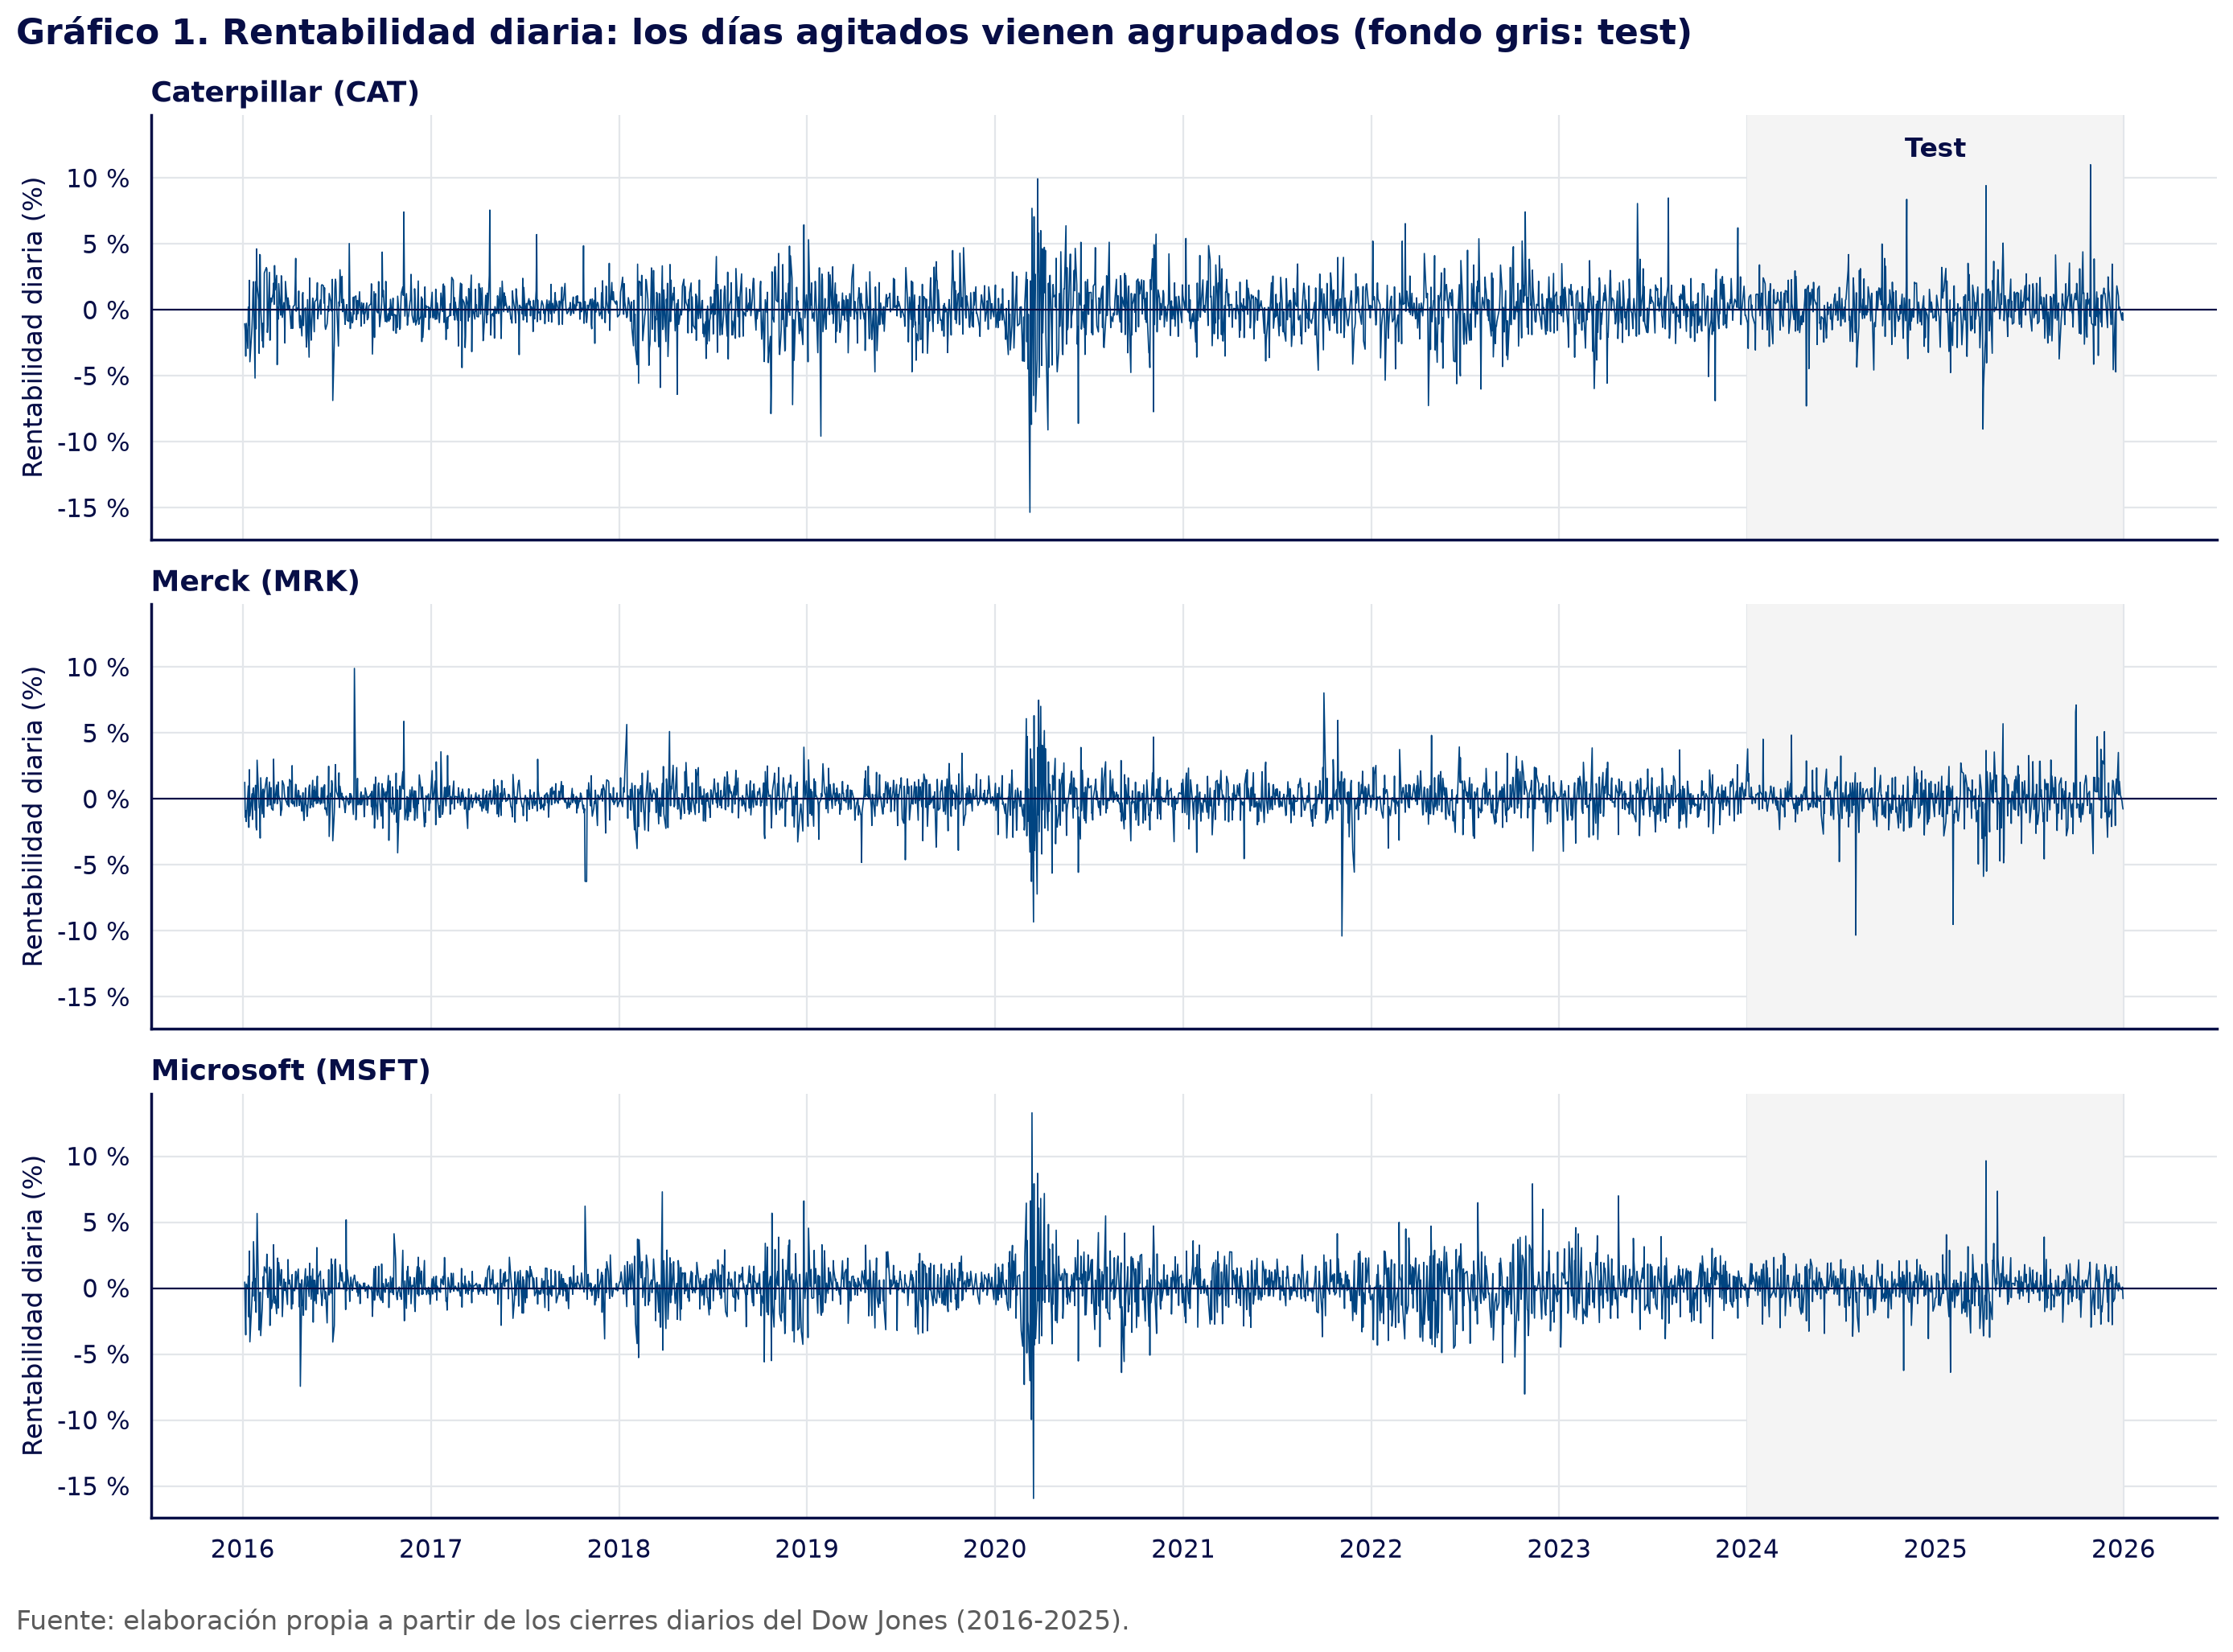 Gráfico 1. Rentabilidad diaria: los días agitados vienen agrupados (fondo gris: test)
Caterpillar (CAT)
Test
Rentabilidad diaria (%)
10 %
5 %
0 %
-5 %
-10 %
-15 %
Merck (MRK)
Rentabilidad diaria (%)
10 %
5 %
0 %
-5 %
-10 %
-15 %
Microsoft (MSFT)
Rentabilidad diaria (%)
10 %
5 %
0 %
-5 %
-10 %
-15 %
2016 2017 2018 2019 2020 2021 2022 2023 2024 2025 2026
Fuente: elaboración propia a partir de los cierres diarios del Dow Jones (2016-2025).